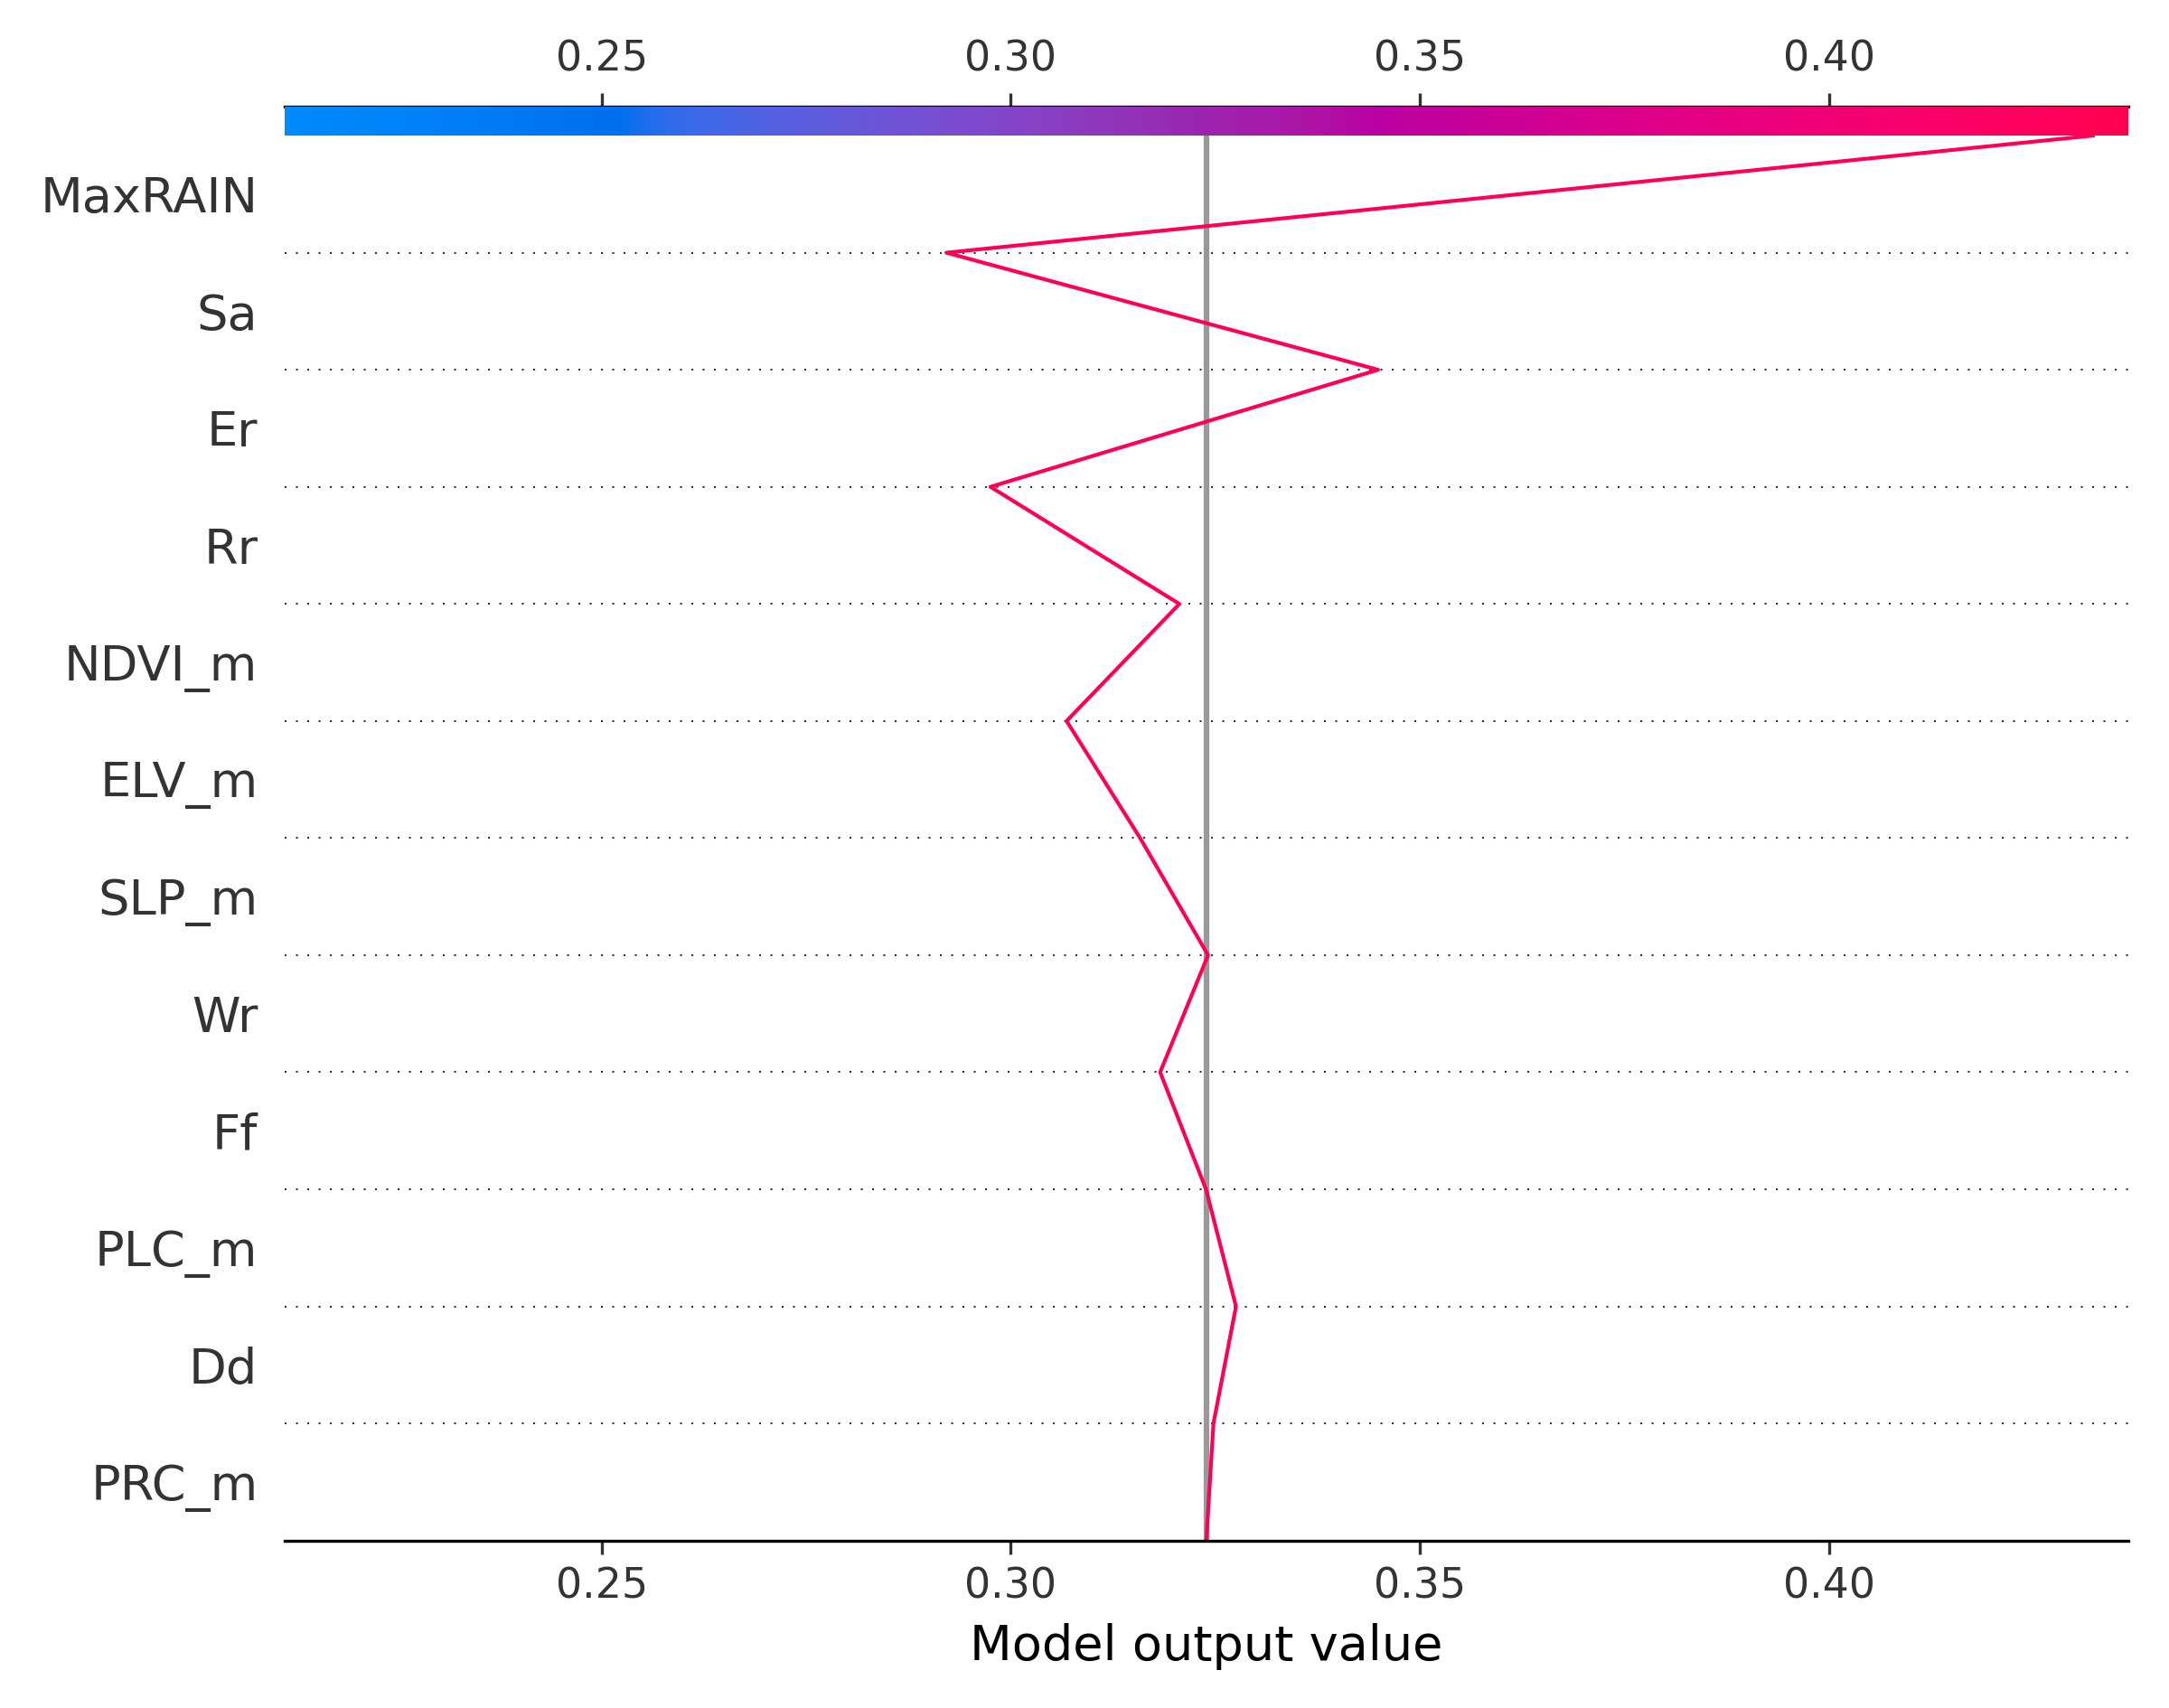 0.25 0.30 0.35 0.40
MaxRAIN
Sa
Er
Rr
NDVI_m
ELV_m
SLP_m
Wr
Ff
PLC_m
Dd
PRC_m
0.25 0.30 0.35 0.40
Model output value